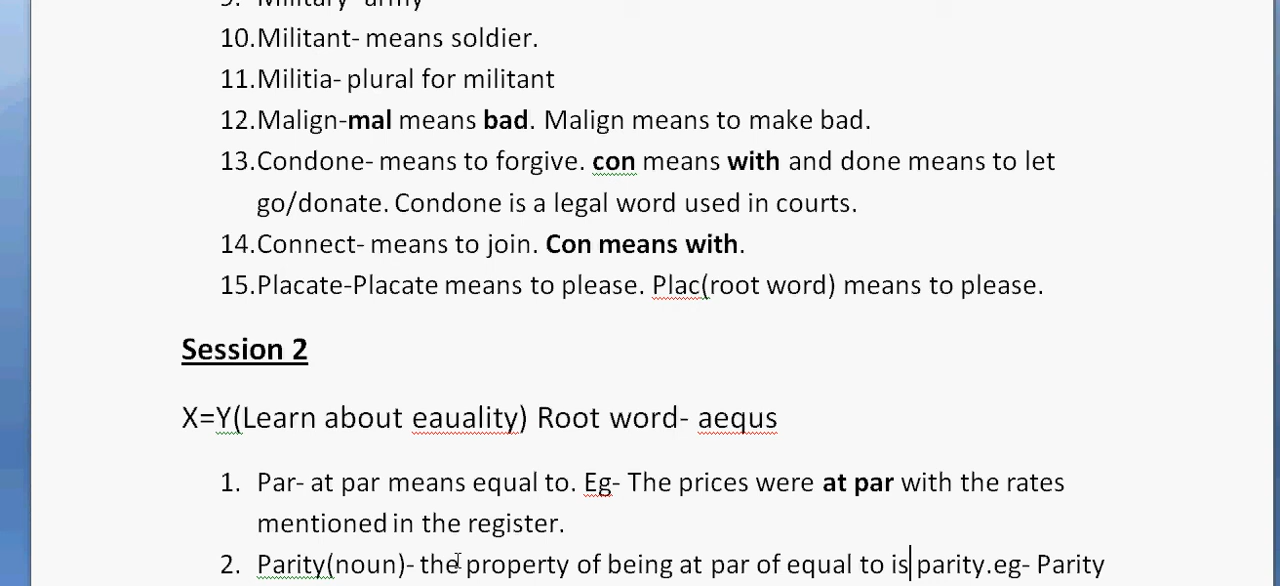 9. Military- army
10.Militant- means soldier.
11.Militia- plural for militant
12.Malign-mal means bad. Malign means to make bad.
13.Condone- means to forgive. con means with and done means to let
go/donate. Condone is a legal word used in courts.
14.Connect- means to join. Con means with.
15.Placate-Placate means to please. Plac(root word) means to please.
Session 2
X=Y(Learn about eauality) Root word- aequs
1. Par- at par means equal to. Eg- The prices were at par with the rates
mentioned in the register.
2. Parity(noun)- the property of being at par of equal to is parity.eg- Parity